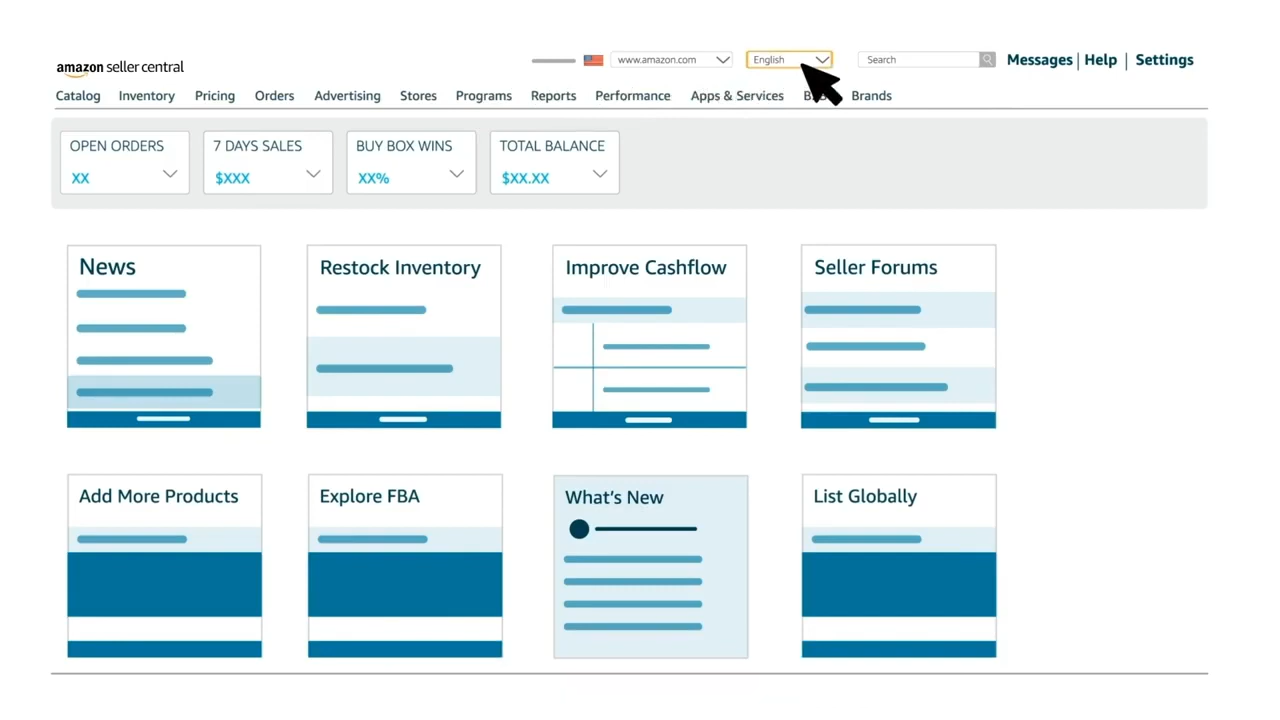 amazon seller central
www.amazon.com
English
Search
Messages | Help | Settings
Catalog Inventory Pricing Orders Advertising Stores Programs Reports Performance Apps & Services Brands
OPEN ORDERS
XX
7 DAYS SALES
$XXX
BUY BOX WINS
XX%
TOTAL BALANCE
$XX.XX
News
Restock Inventory
Improve Cashflow
Seller Forums
Add More Products
Explore FBA
What's New
List Globally